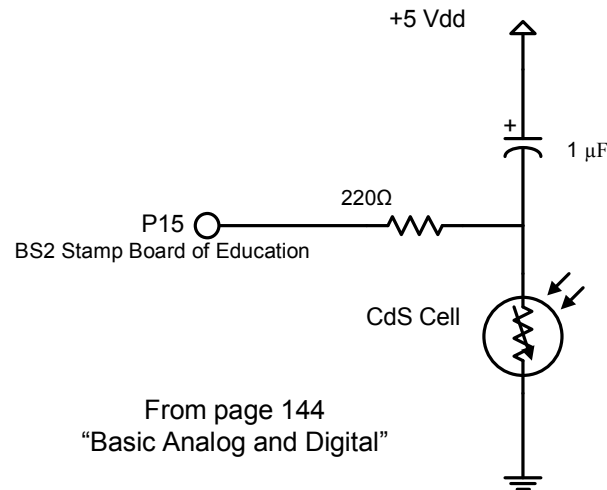 +5 Vdd
+
1 μF
220Ω
P15
BS2 Stamp Board of Education
CdS Cell
From page 144
“Basic Analog and Digital”